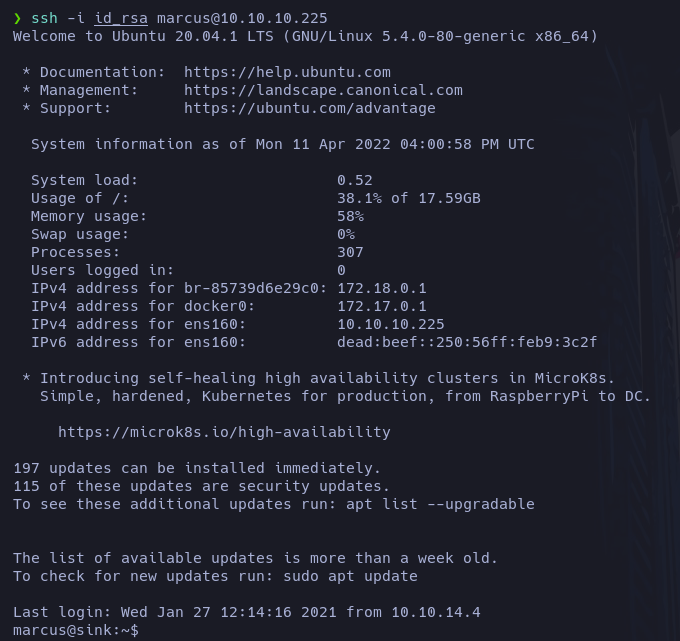 ❯ ssh -i id_rsa marcus@10.10.10.225
Welcome to Ubuntu 20.04.1 LTS (GNU/Linux 5.4.0-80-generic x86_64)
* Documentation:  https://help.ubuntu.com
* Management:     https://landscape.canonical.com
* Support:        https://ubuntu.com/advantage
System information as of Mon 11 Apr 2022 04:00:58 PM UTC
System load:                      0.52
Usage of /:                       38.1% of 17.59GB
Memory usage:                     58%
Swap usage:                       0%
Processes:                        307
Users logged in:                  0
IPv4 address for br-85739d6e29c0: 172.18.0.1
IPv4 address for docker0:         172.17.0.1
IPv4 address for ens160:          10.10.10.225
IPv6 address for ens160:          dead:beef::250:56ff:feb9:3c2f
* Introducing self-healing high availability clusters in MicroK8s.
Simple, hardened, Kubernetes for production, from RaspberryPi to DC.
https://microk8s.io/high-availability
197 updates can be installed immediately.
115 of these updates are security updates.
To see these additional updates run: apt list --upgradable
The list of available updates is more than a week old.
To check for new updates run: sudo apt update
Last login: Wed Jan 27 12:14:16 2021 from 10.10.14.4
marcus@sink:~$